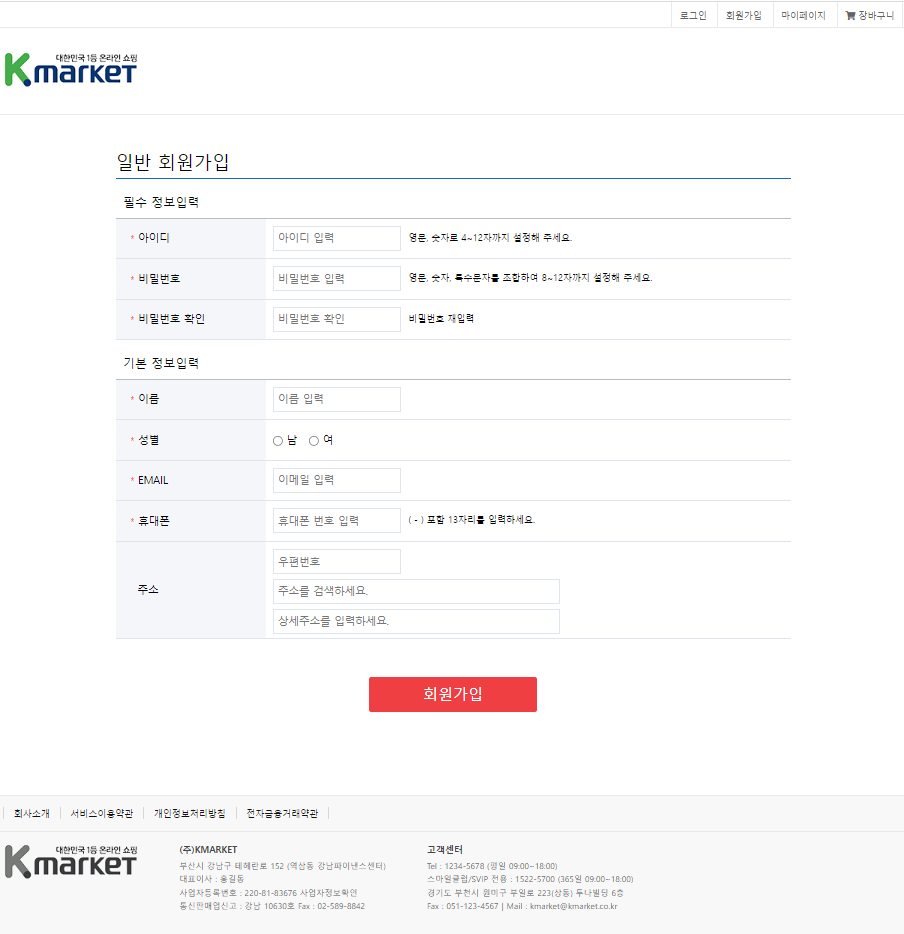 로그인 회원가입 마이페이지 장바구니
대한민국 1등 온라인 쇼핑
Kmarket
일반 회원가입
필수 정보입력
* 아이디 아이디 입력 영문, 숫자로 4~12자까지 설정해 주세요.
* 비밀번호 비밀번호 입력 영문, 숫자, 특수문자를 조합하여 8~12자까지 설정해 주세요.
* 비밀번호 확인 비밀번호 확인 비밀번호 재입력
기본 정보입력
* 이름 이름 입력
* 성별 남 여
* EMAIL 이메일 입력
* 휴대폰 휴대폰 번호 입력 ( - ) 포함 13자리를 입력하세요.
주소 우편번호
주소를 검색하세요.
상세주소를 입력하세요.
회원가입
회사소개 서비스이용약관 개인정보처리방침 전자금융거래약관
대한민국 1등 온라인 쇼핑
Kmarket
(주)KMARKET
부산시 강남구 테헤란로 152 (역삼동 강남파이낸스센터)
대표이사 : 홍길동
사업자등록번호 : 220-81-83676 사업자정보확인
통신판매업신고 : 강남 10630호 Fax : 02-589-8842
고객센터
Tel : 1234-5678 (평일 09:00~18:00)
스마일클럽/SVIP 전용 : 1522-5700 (365일 09:00~18:00)
경기도 부천시 원미구 부일로 223(상동) 투나빌딩 6층
Fax : 051-123-4567 | Mail : kmarket@kmarket.co.kr